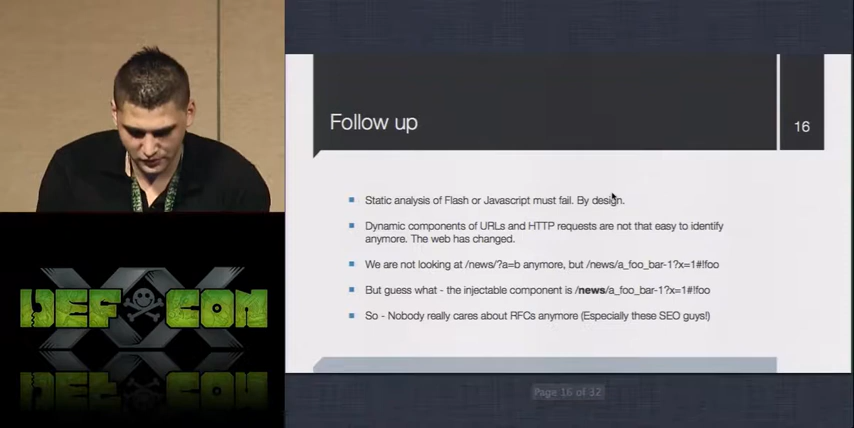 Follow up
16
Static analysis of Flash or Javascript must fail. By design.
Dynamic components of URLs and HTTP requests are not that easy to identify
anymore. The web has changed.
We are not looking at /news/?a=b anymore, but /news/a_foo_bar-1?x=1#!foo
But guess what - the injectable component is /news/a_foo_bar-1?x=1#!foo
So - Nobody really cares about RFCs anymore (Especially these SEO guys!)
DEF CON
XX
Page 16 of 32